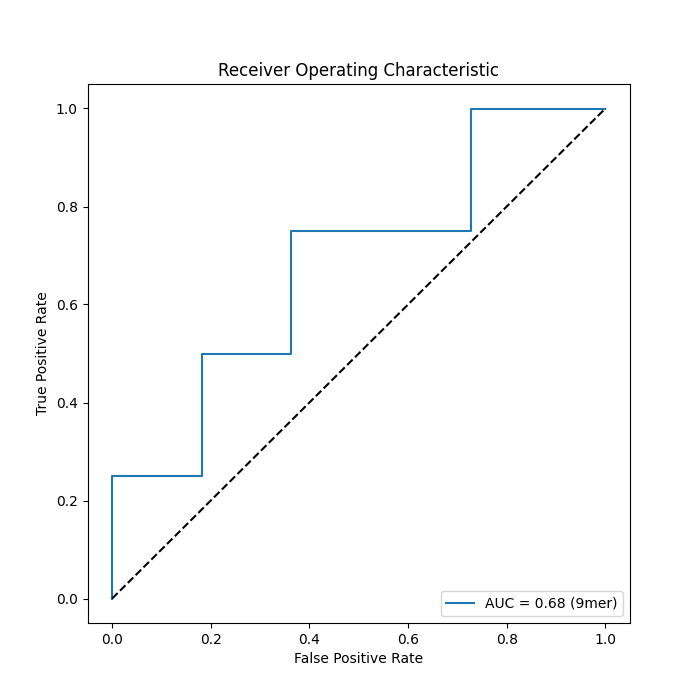 Receiver Operating Characteristic
1.0
0.8
0.6
0.4
0.2
0.0
True Positive Rate
AUC = 0.68 (9mer)
0.0 0.2 0.4 0.6 0.8 1.0
False Positive Rate